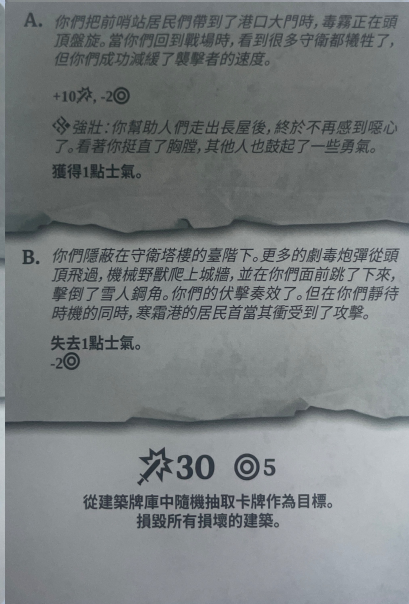 A. 你們把前哨站居民們帶到了港口大門時，毒霧正在頭
頂盤旋。當你們回到戰場時，看到很多守衛都犧牲了，
但你們成功減緩了襲擊者的速度。
+10, -2
強壯：你幫助人們走出長屋後，終於不再感到噁心
了。看著你挺直了胸膛，其他人也鼓起了一些勇氣。
獲得1點士氣。
B. 你們隱蔽在守衛塔樓的臺階下。更多的劇毒炮彈從頭
頂飛過，機械野獸爬上城牆，並在你們面前跳了下來，
擊倒了雪人鋼角。你們的伏擊奏效了。但在你們靜待
時機的同時，寒霜港的居民首當其衝受到了攻擊。
失去1點士氣。
-2
30 5
從建築牌庫中隨機抽取卡牌作為目標。
損毀所有損壞的建築。